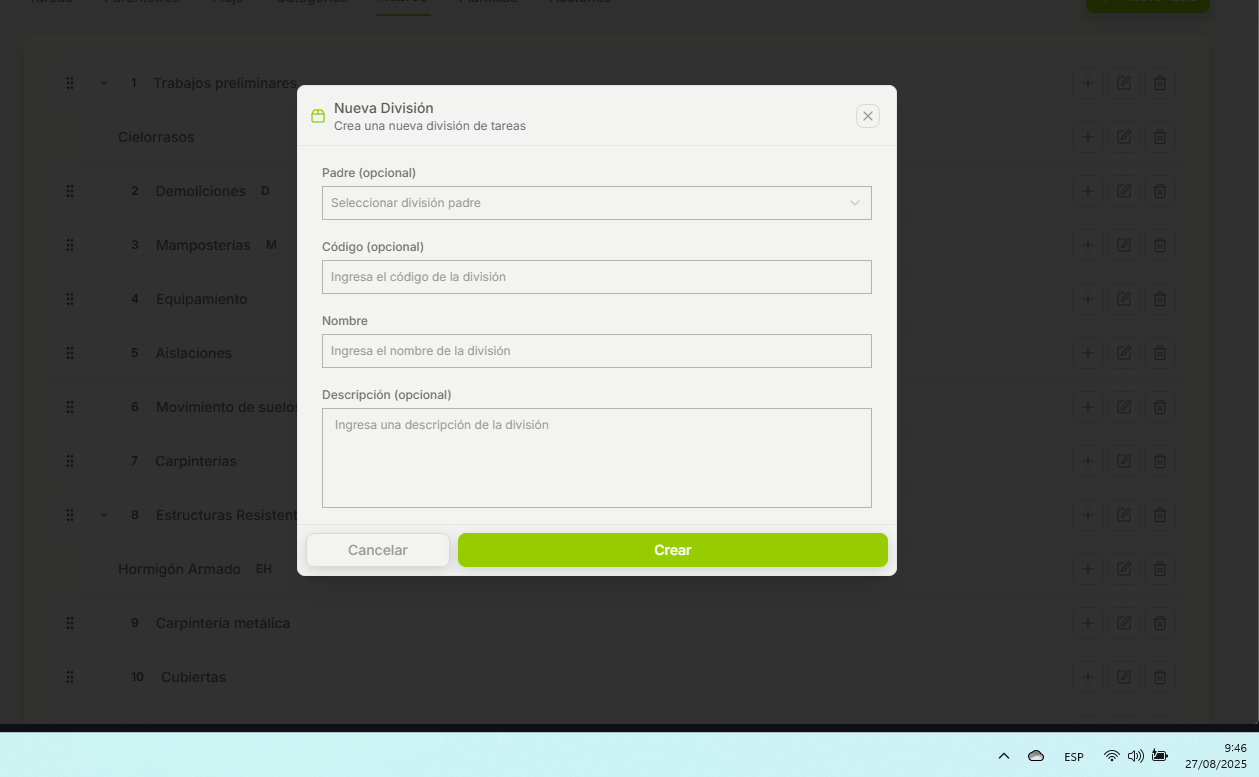 1 Trabajos preliminares
Cielorrasos
2 Demoliciones D
3 Mamposterías M
4 Equipamiento
5 Aislaciones
6 Movimiento de suelos
7 Carpinterías
8 Estructuras Resistent
Hormigón Armado EH
9 Carpintería metálica
10 Cubiertas
Nueva División
Crea una nueva división de tareas
Padre (opcional)
Seleccionar división padre
Código (opcional)
Ingresa el código de la división
Nombre
Ingresa el nombre de la división
Descripción (opcional)
Ingresa una descripción de la división
Cancelar
Crear
ESP
9:46
27/08/2025